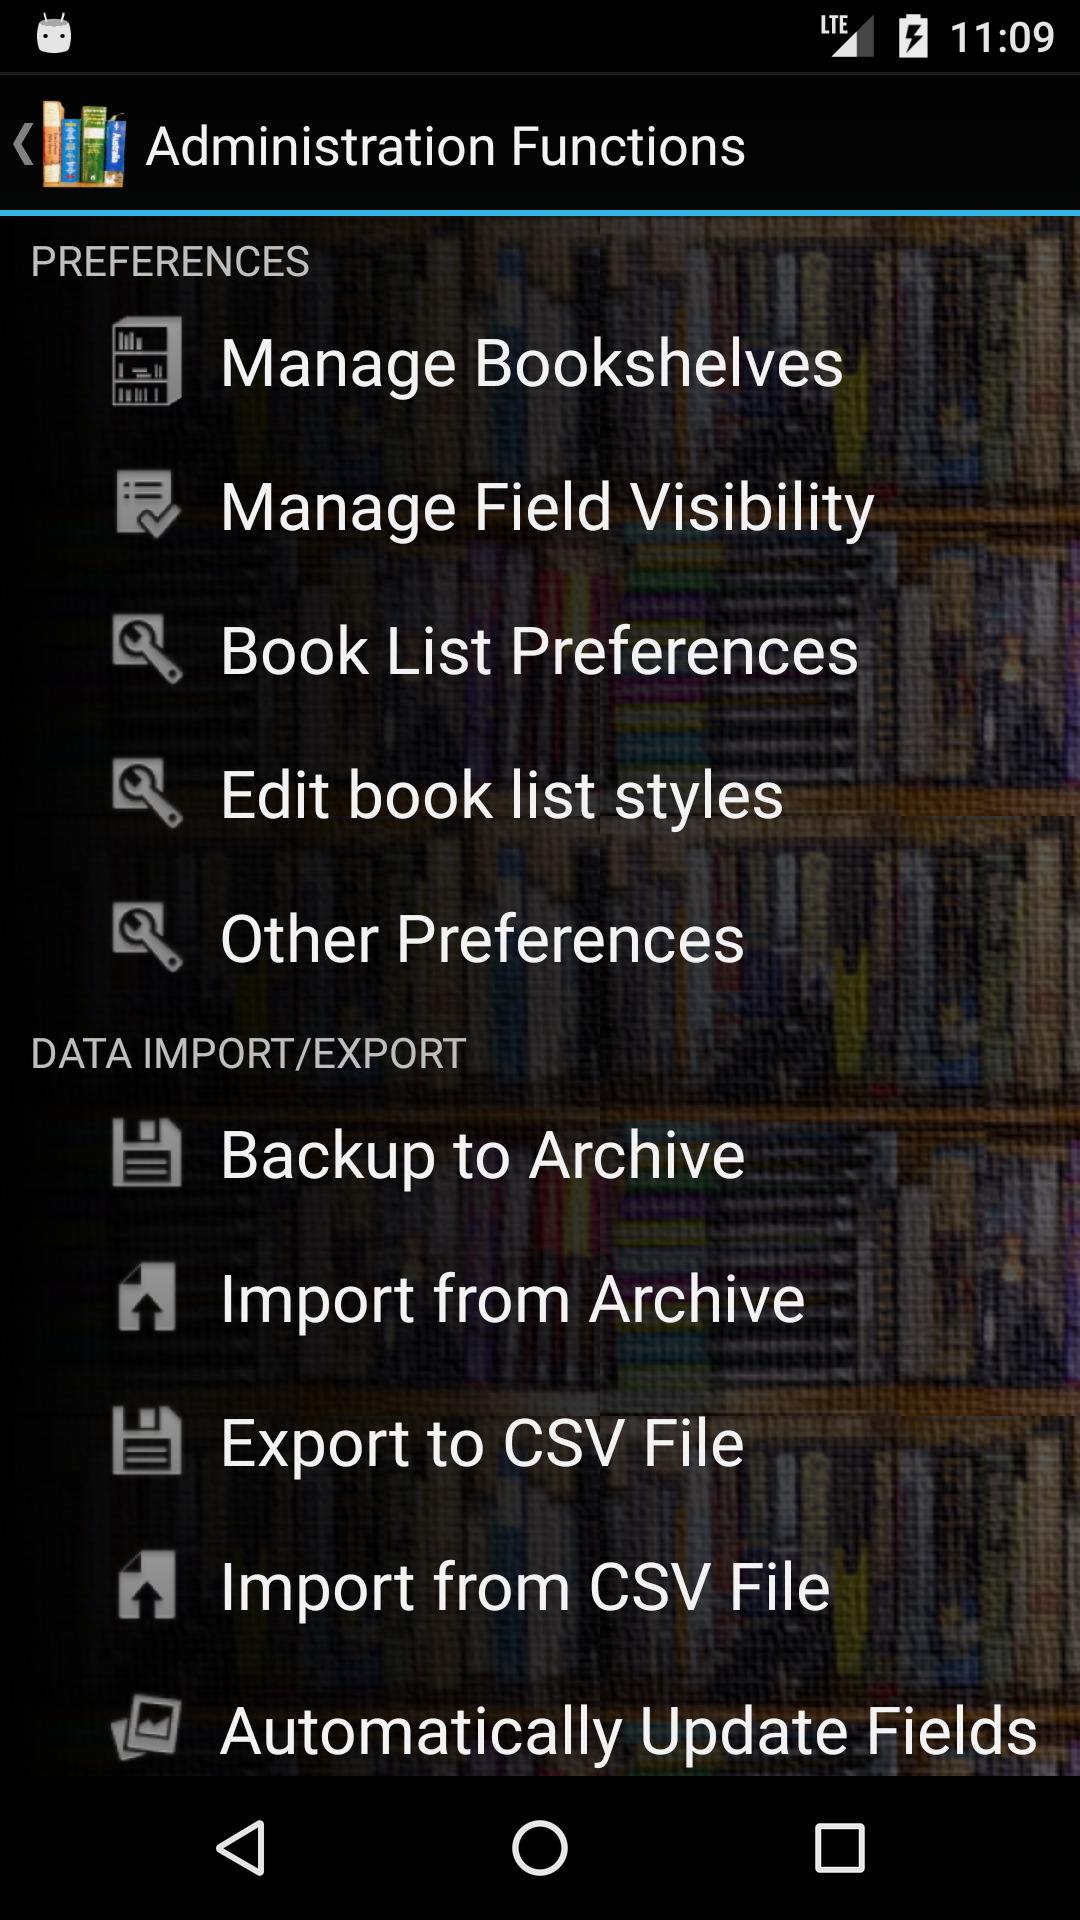 LTE 11:09
Administration Functions
PREFERENCES
Manage Bookshelves
Manage Field Visibility
Book List Preferences
Edit book list styles
Other Preferences
DATA IMPORT/EXPORT
Backup to Archive
Import from Archive
Export to CSV File
Import from CSV File
Automatically Update Fields